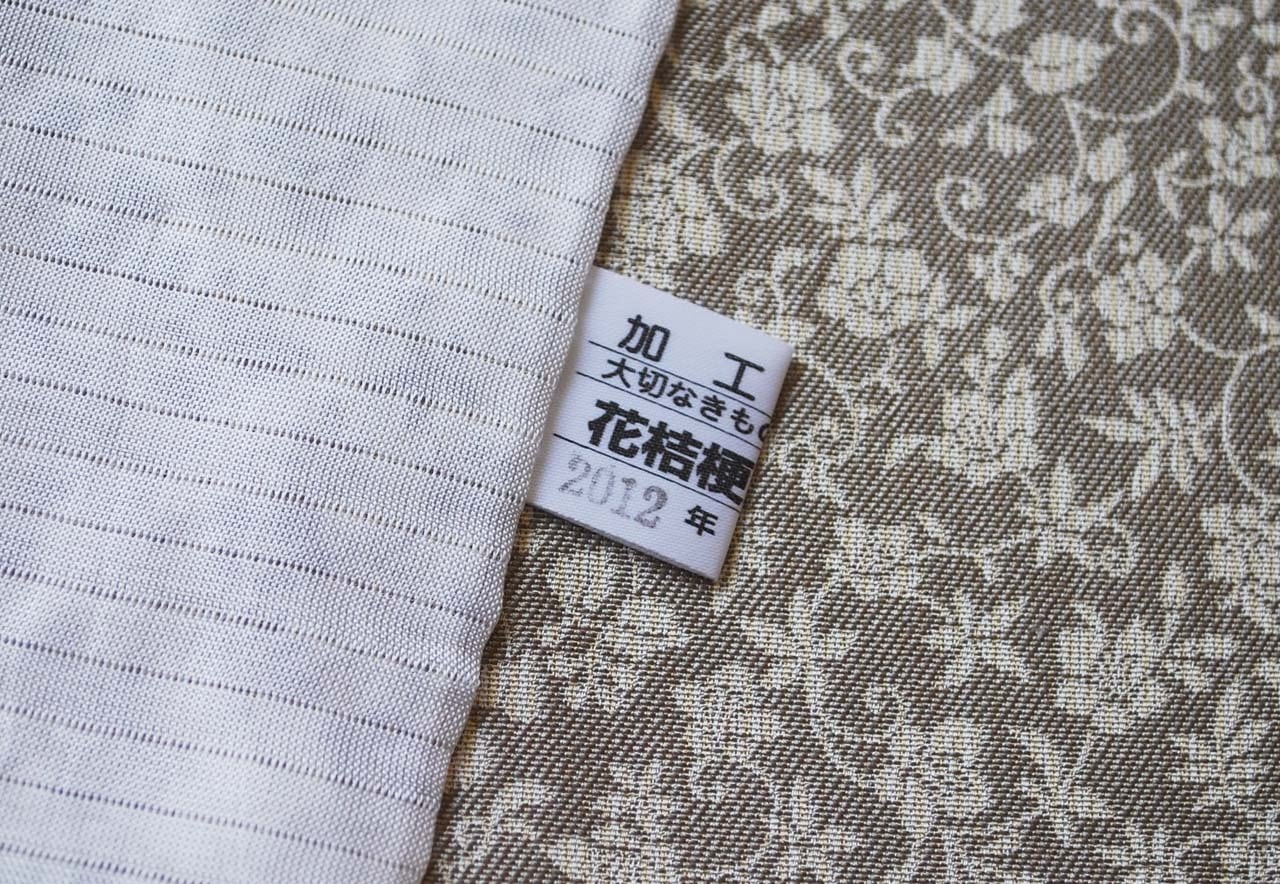 加 工
大切なきもの
花桔梗
2012 年